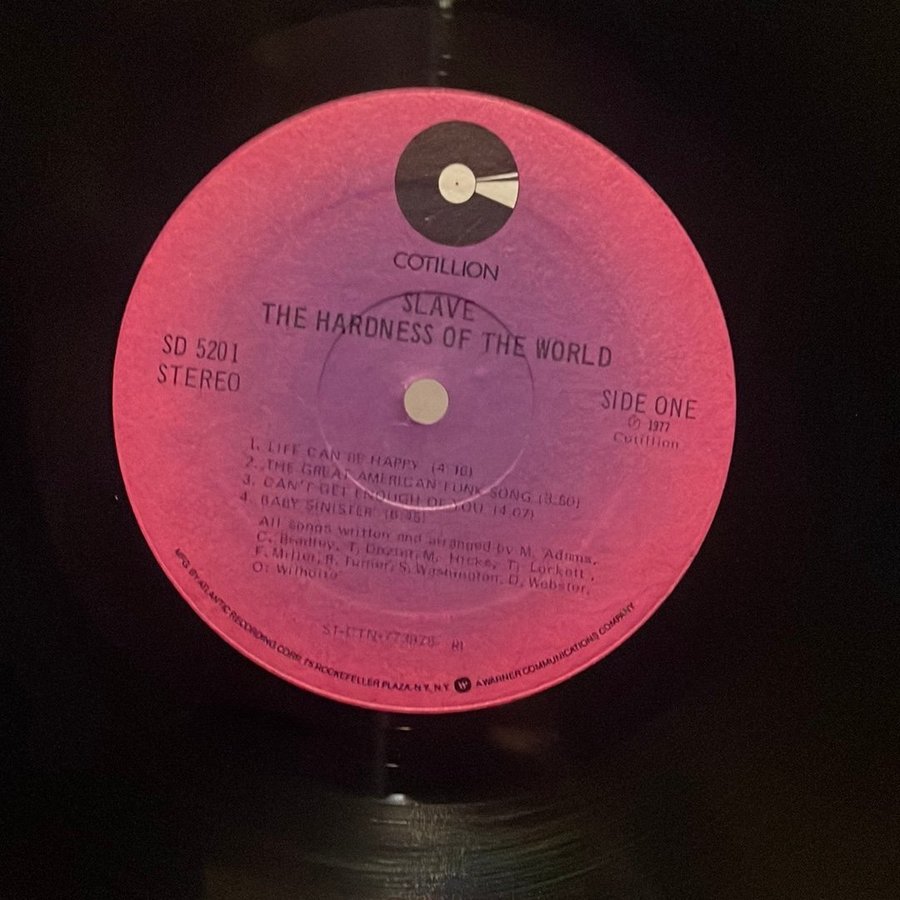 COTILLION
SLAVE
THE HARDNESS OF THE WORLD
SD 5201
STEREO
SIDE ONE
Ⓟ 1977
Cotillion
1. LIFE CAN BE HAPPY (4:10)
2. THE GREAT AMERICAN FUNK SONG
3. CAN'T GET ENOUGH OF YOU (4:07)
4. BABY SINISTER
All songs written and arranged by M. Adams,
C. Bradley, T. Dozier, M. Hicks, T. Lockett,
F. Miller, R. Turner, S. Washington, D. Webster,
O. Wilhoite
MFG. BY ATLANTIC RECORDING CORP. 75 ROCKEFELLER PLAZA, N.Y., N.Y. W A WARNER COMMUNICATIONS COMPANY